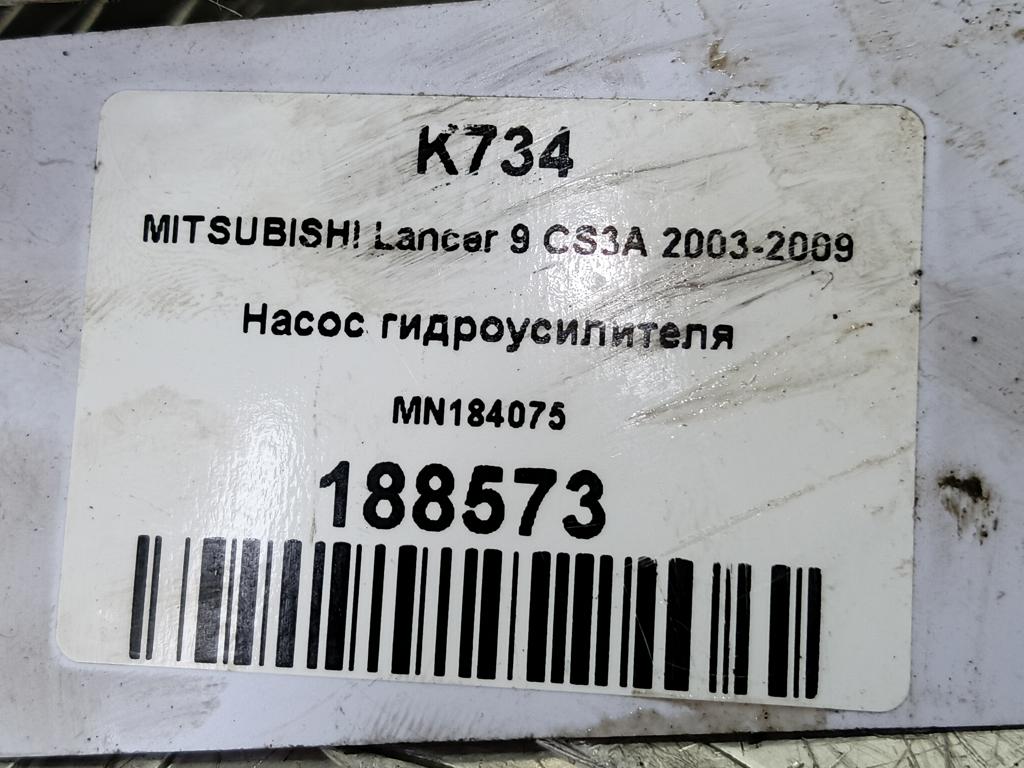 K734
MITSUBISHI Lancer 9 CS3A 2003-2009
Насос гидроусилителя
MN184075
188573